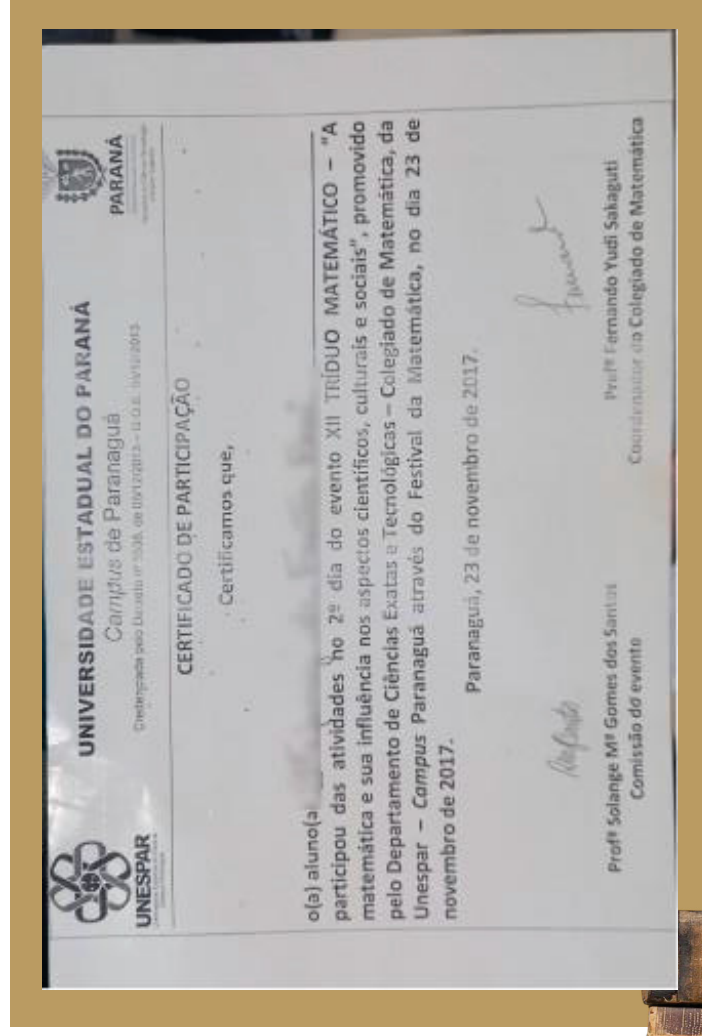 UNESPAR
UNIVERSIDADE ESTADUAL DO PARANÁ
Campus de Paranaguá
PARANÁ
CERTIFICADO DE PARTICIPAÇÃO
Certificamos que,
o(a) aluno(a
participou das atividades no 2º dia do evento XII TRÍDUO MATEMÁTICO – "A
matemática e sua influência nos aspectos científicos, culturais e sociais", promovido
pelo Departamento de Ciências Exatas e Tecnológicas – Colegiado de Matemática, da
Unespar – Campus Paranaguá através do Festival da Matemática, no dia 23 de
novembro de 2017.
Paranaguá, 23 de novembro de 2017.
Profª Solange Mª Gomes dos Santos
Comissão do evento
Fernando Yudi Sakaguti
Coordenador do Colegiado de Matemática